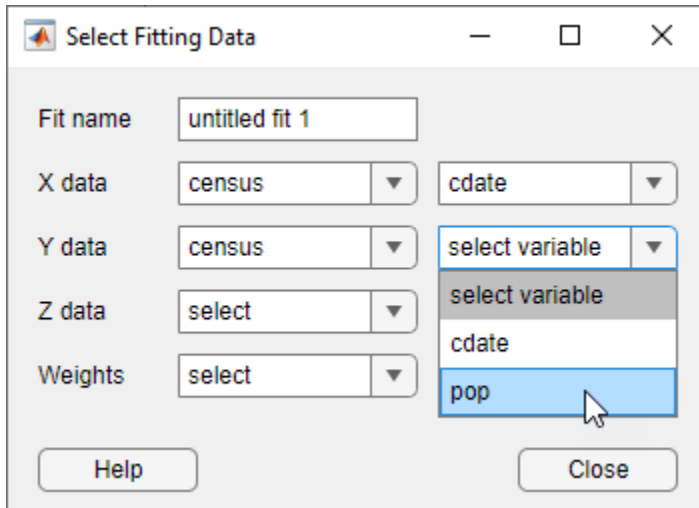 Select Fitting Data
Fit name untitled fit 1
X data census cdate
Y data census select variable
select variable
Z data select
cdate
Weights select
pop
Help Close